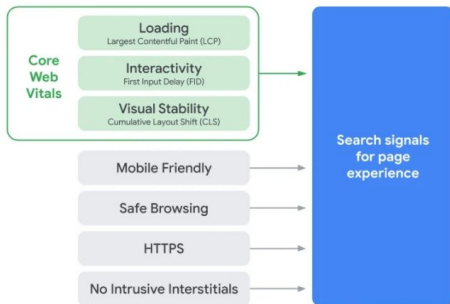 Core
Web
Vitals
Loading
Largest Contentful Paint (LCP)
Interactivity
First Input Delay (FID)
Visual Stability
Cumulative Layout Shift (CLS)
Mobile Friendly
Safe Browsing
HTTPS
No Intrusive Interstitials
Search signals
for page
experience